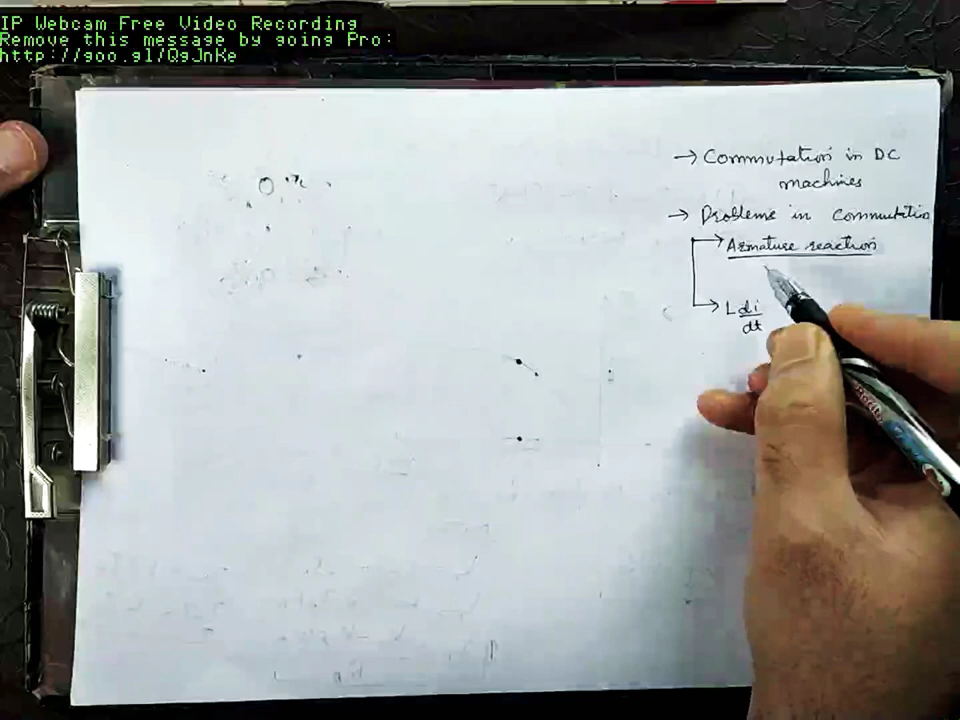 IP Webcam Free Video Recording
Remove this message by going Pro:
http://goo.gl/QgJnKe
→ Commutation in DC
machines
→ Problems in commutatio
→ Armature reaction
→ L di/dt